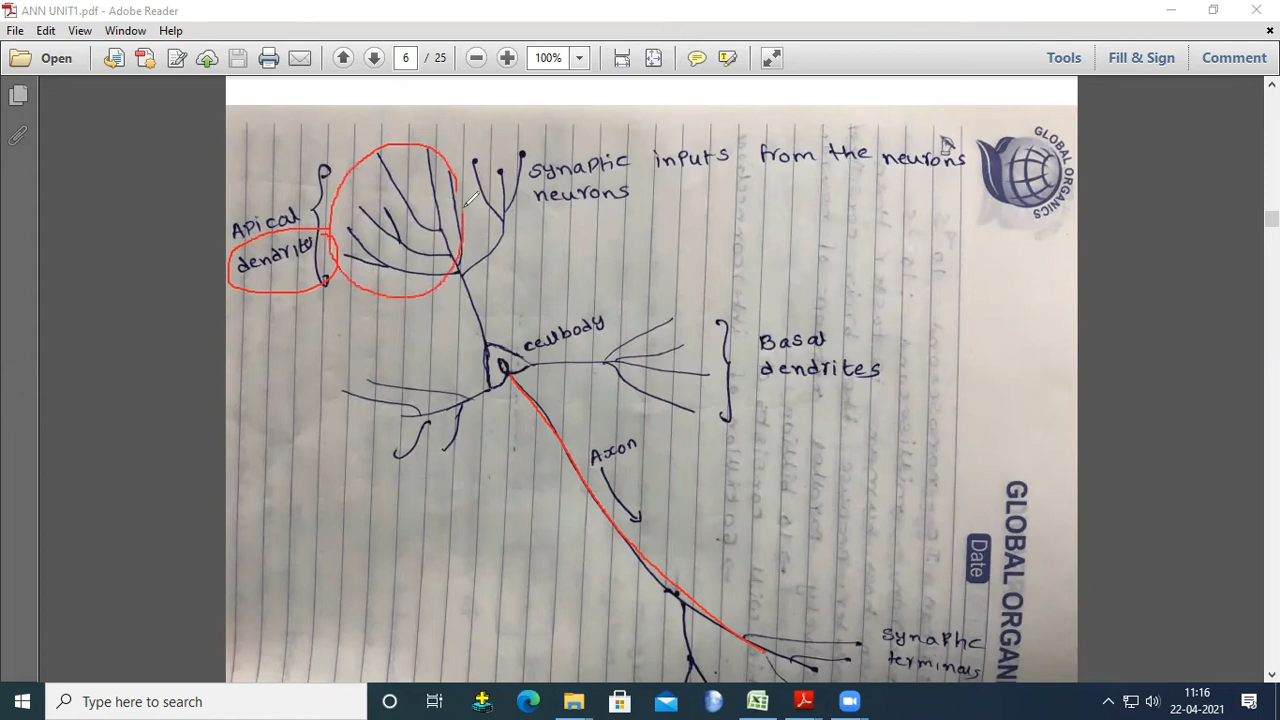 ANN UNIT1.pdf - Adobe Reader
File Edit View Window Help
Open 6 / 25 100% Tools Fill & Sign Comment
synaptic inputs from the neurons
neurons
Apical
dendrite
cellbody
Basal
dendrites
Axon
synaptic
terminals
GLOBAL ORGANICS
GLOBAL ORGAN
Date
Type here to search
11:16
22-04-2021